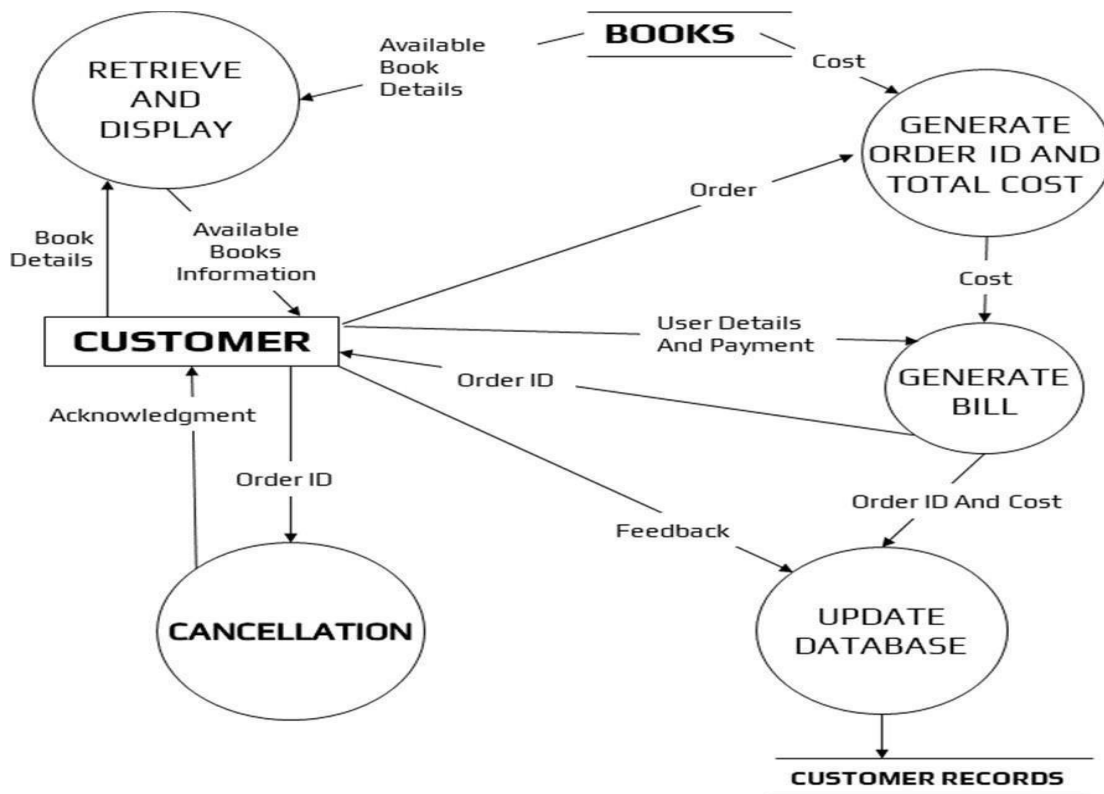 BOOKS
Available
Book
Details
Cost
RETRIEVE
AND
DISPLAY
GENERATE
ORDER ID AND
TOTAL COST
Order
Book
Details
Available
Books
Information
Cost
CUSTOMER
User Details
And Payment
Order ID
GENERATE
BILL
Acknowledgment
Order ID
Order ID And Cost
Feedback
CANCELLATION
UPDATE
DATABASE
CUSTOMER RECORDS